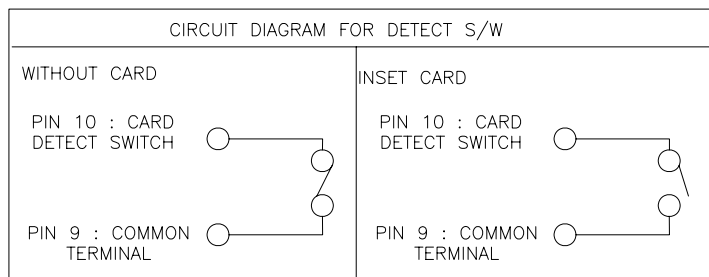 CIRCUIT DIAGRAM FOR DETECT S/W
WITHOUT CARD
PIN 10 : CARD
DETECT SWITCH
PIN 9 : COMMON
TERMINAL
INSET CARD
PIN 10 : CARD
DETECT SWITCH
PIN 9 : COMMON
TERMINAL